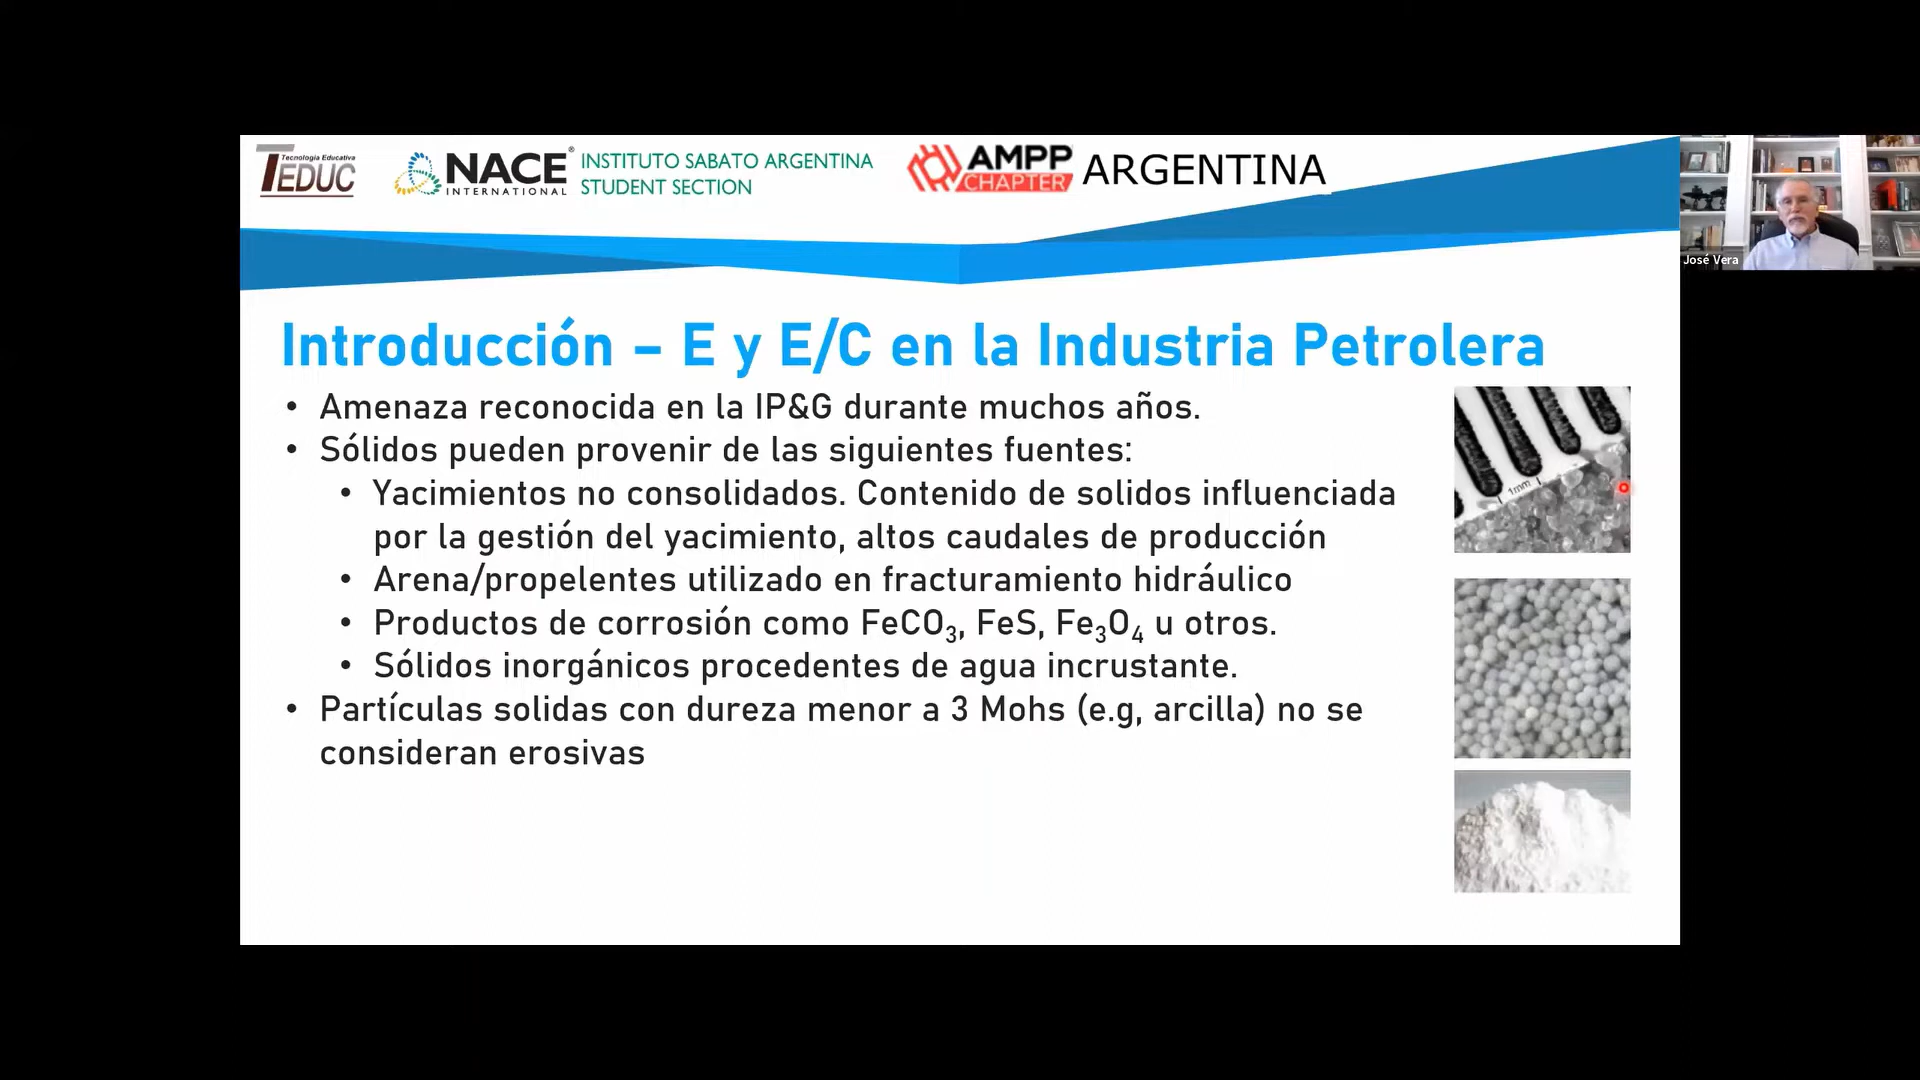 Tecnología Educativa
TEDUC
NACE®
INTERNATIONAL
INSTITUTO SABATO ARGENTINA
STUDENT SECTION
AMPP
CHAPTER
ARGENTINA
José Vera
Introducción – E y E/C en la Industria Petrolera
• Amenaza reconocida en la IP&G durante muchos años.
• Sólidos pueden provenir de las siguientes fuentes:
• Yacimientos no consolidados. Contenido de solidos influenciada
por la gestión del yacimiento, altos caudales de producción
• Arena/propelentes utilizado en fracturamiento hidráulico
• Productos de corrosión como FeCO₃, FeS, Fe₃O₄ u otros.
• Sólidos inorgánicos procedentes de agua incrustante.
• Partículas solidas con dureza menor a 3 Mohs (e.g, arcilla) no se
consideran erosivas
1mm